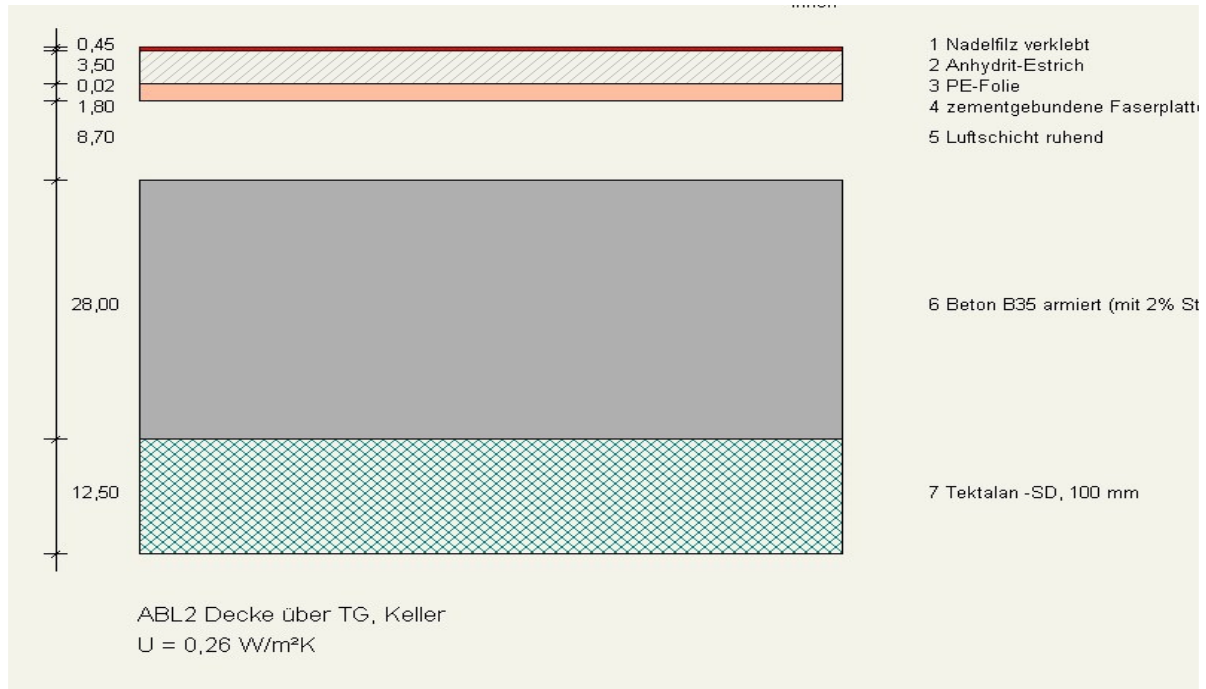 0,45
3,50
0,02
1,80
8,70
28,00
12,50
1 Nadelfilz verklebt
2 Anhydrit-Estrich
3 PE-Folie
4 zementgebundene Faserplatte
5 Luftschicht ruhend
6 Beton B35 armiert (mit 2% St
7 Tektalan -SD, 100 mm
ABL2 Decke über TG, Keller
U = 0,26 W/m²K